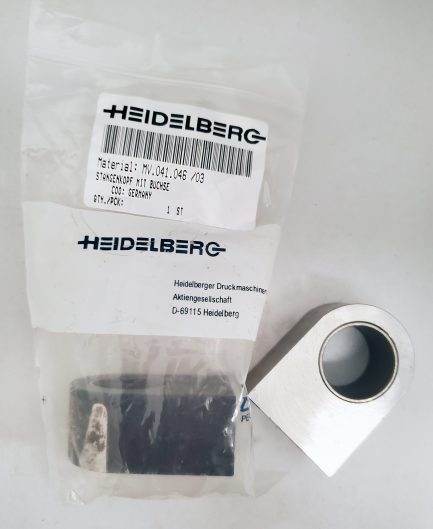 HEIDELBERG
Material: MV.041.046 /03
STANGENKOPF MIT BUCHSE
COO: GERMANY
QTY./PCK: 1 ST
HEIDELBERG
Heidelberger Druckmaschinen
Aktiengesellschaft
D-69115 Heidelberg
PE